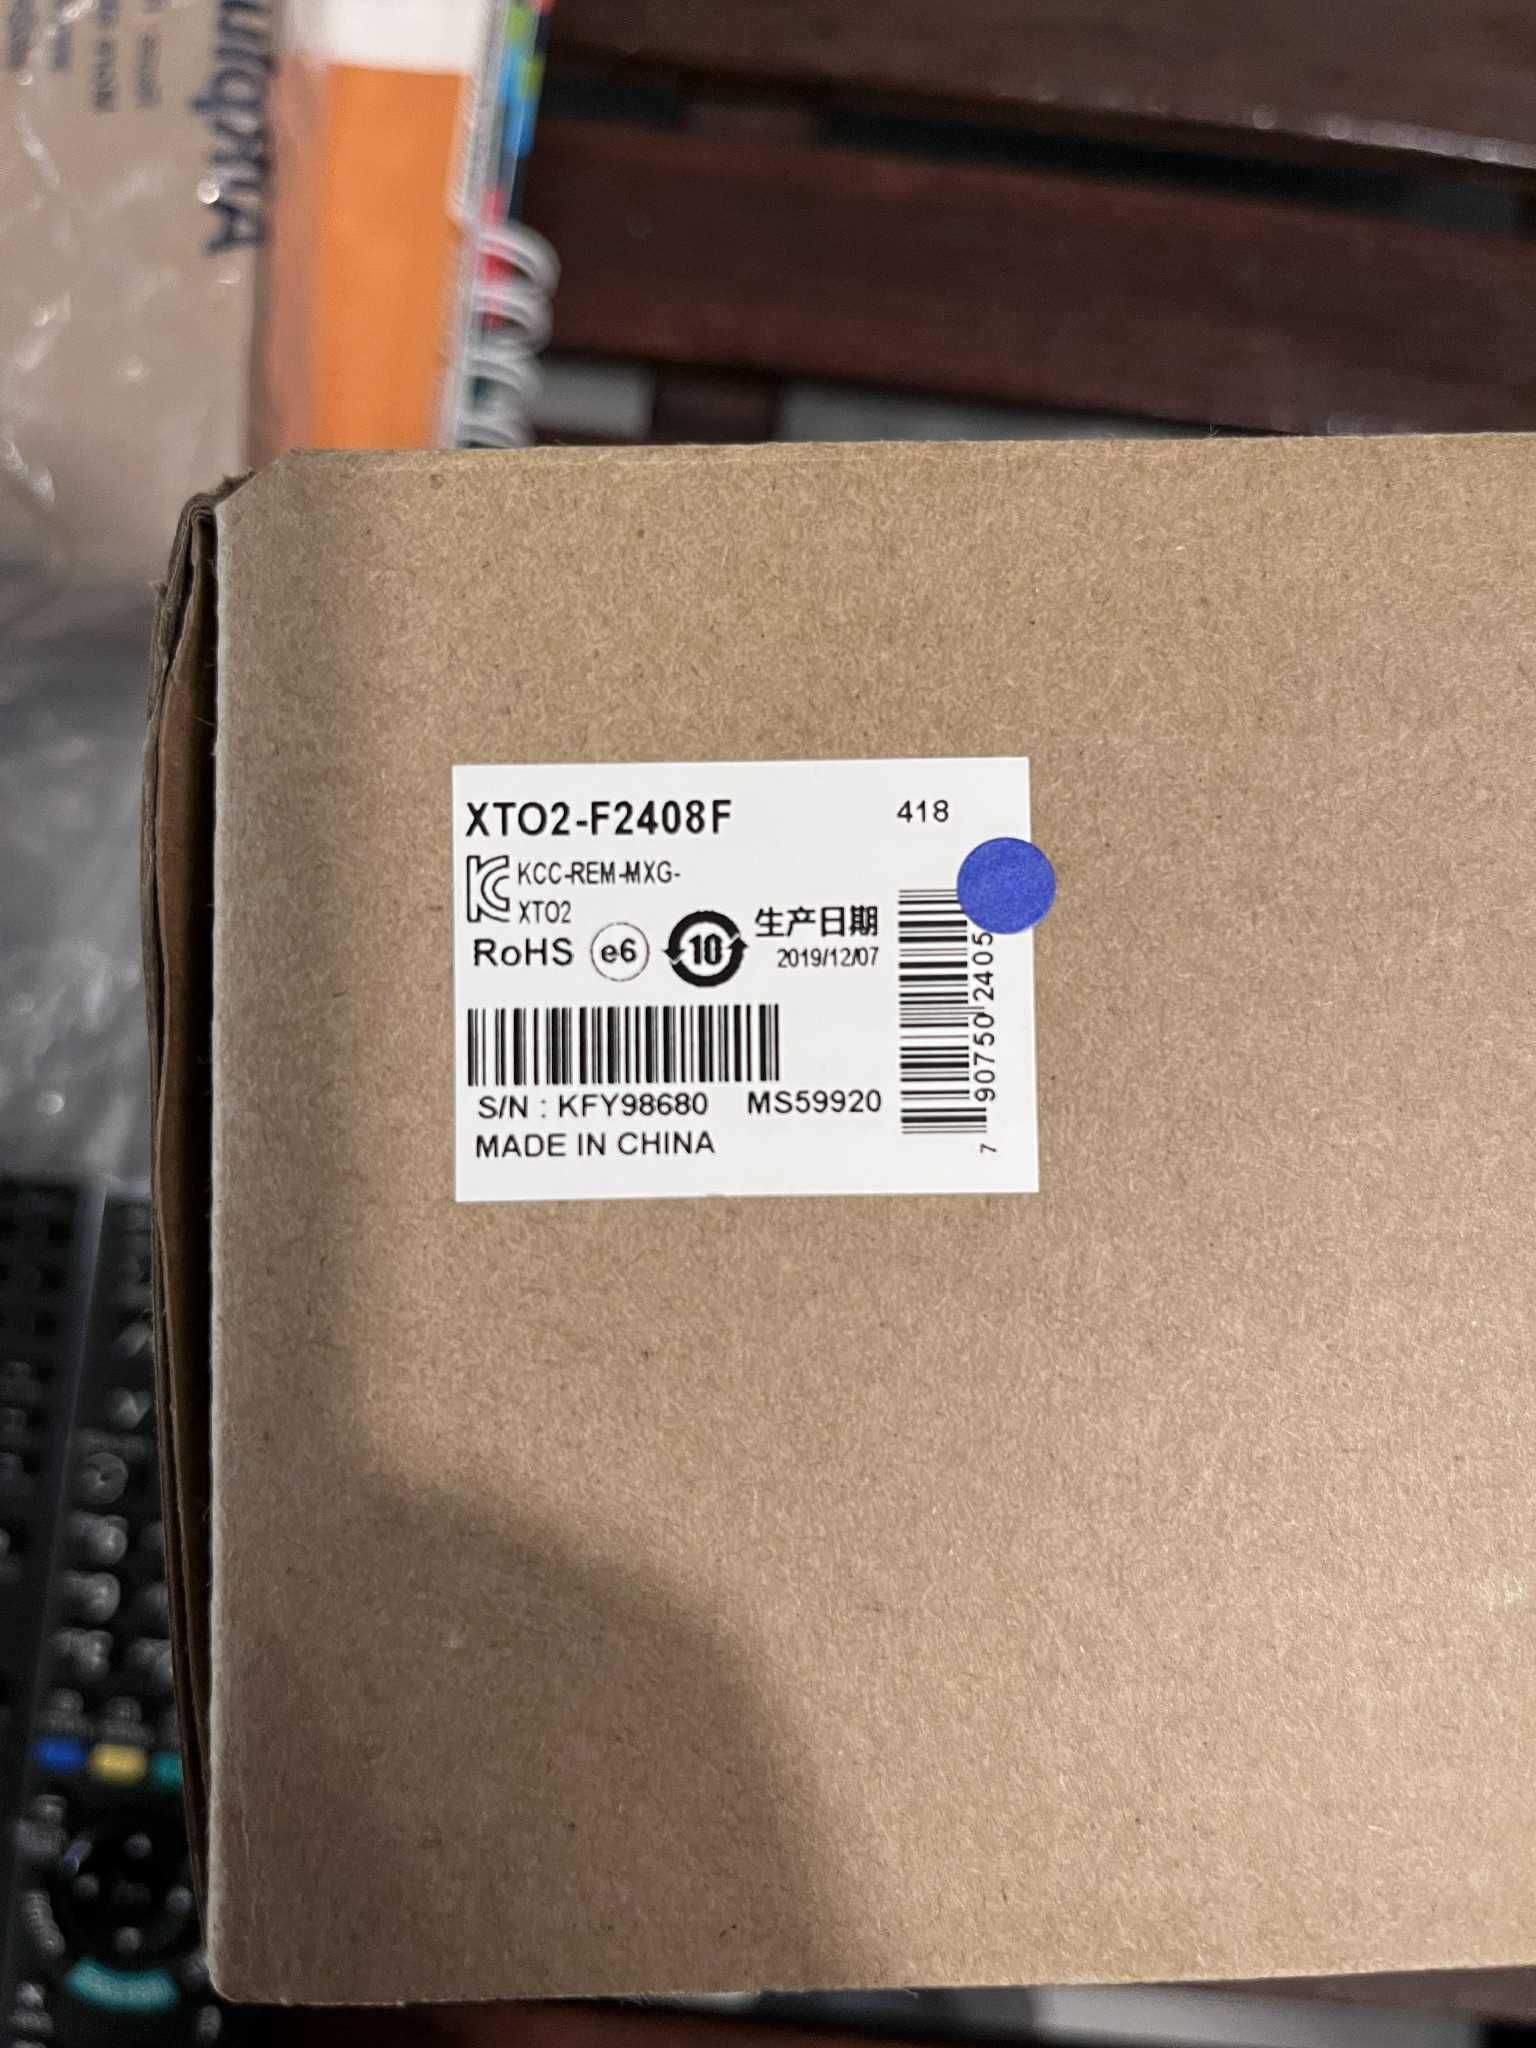 XTO2-F2408F
418
KCC-REM-MXG-
XTO2
RoHS
e6
10
生产日期
2019/12/07
S/N : KFY98680
MS59920
MADE IN CHINA
7 90750 2405